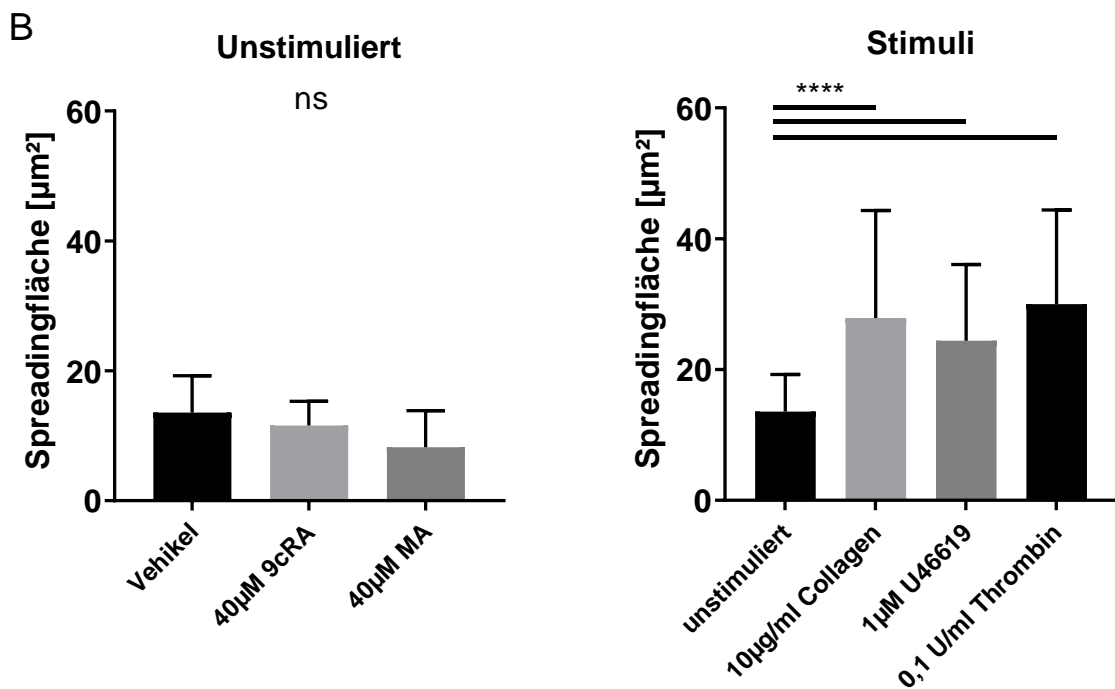 B
Unstimuliert
ns
Spreadingfläche [µm²]
60
40
20
0
Vehikel
40µM 9cRA
40µM MA
Stimuli
****
Spreadingfläche [µm²]
60
40
20
0
unstimuliert
10µg/ml Collagen
1µM U46619
0,1 U/ml Thrombin